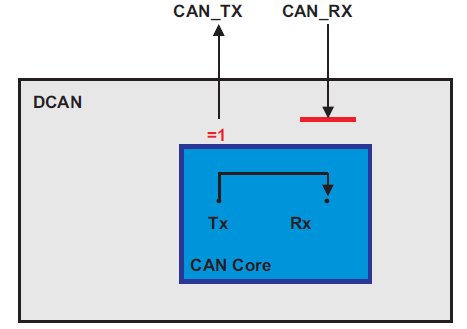 CAN_TX CAN_RX
DCAN
=1
Tx Rx
CAN Core